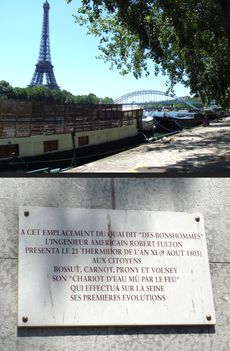 A CET EMPLACEMENT DU QUAI DIT "DES BONSHOMMES"
L'INGENIEUR AMERICAIN ROBERT FULTON
PRESENTA LE 21 THERMIDOR DE L'AN XI (9 AOUT 1803)
AUX CITOYENS
BOSSUT, CARNOT, PRONY ET VOLNEY
SON "CHARIOT D'EAU MÛ PAR LE FEU"
QUI EFFECTUA SUR LA SEINE
SES PREMIERES EVOLUTIONS